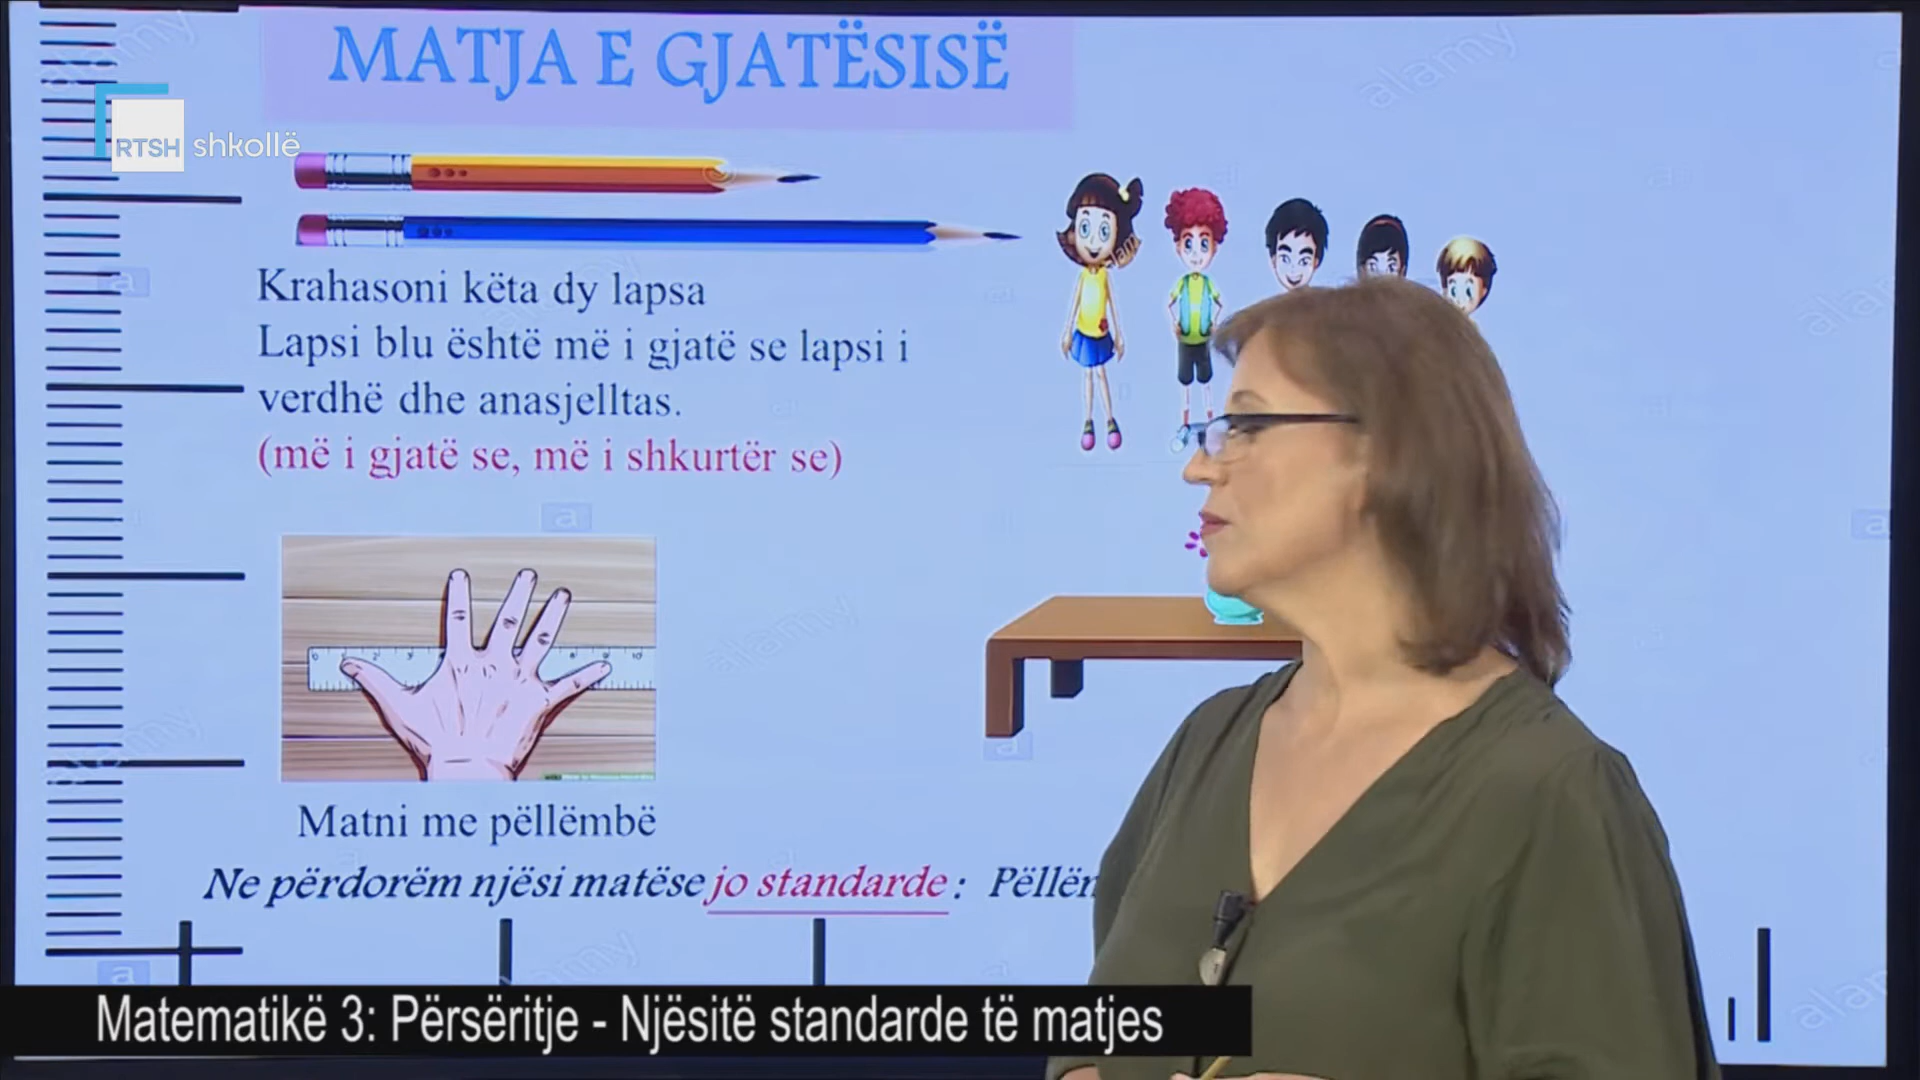 MATJA E GJATËSISË
RTSH shkollë
Krahasoni këta dy lapsa
Lapsi blu është më i gjatë se lapsi i
verdhë dhe anasjelltas.
(më i gjatë se, më i shkurtër se)
Matni me pëllëmbë
Ne përdorëm njësi matëse jo standarde :
Matematikë 3: Përsëritje - Njësitë standarde të matjes